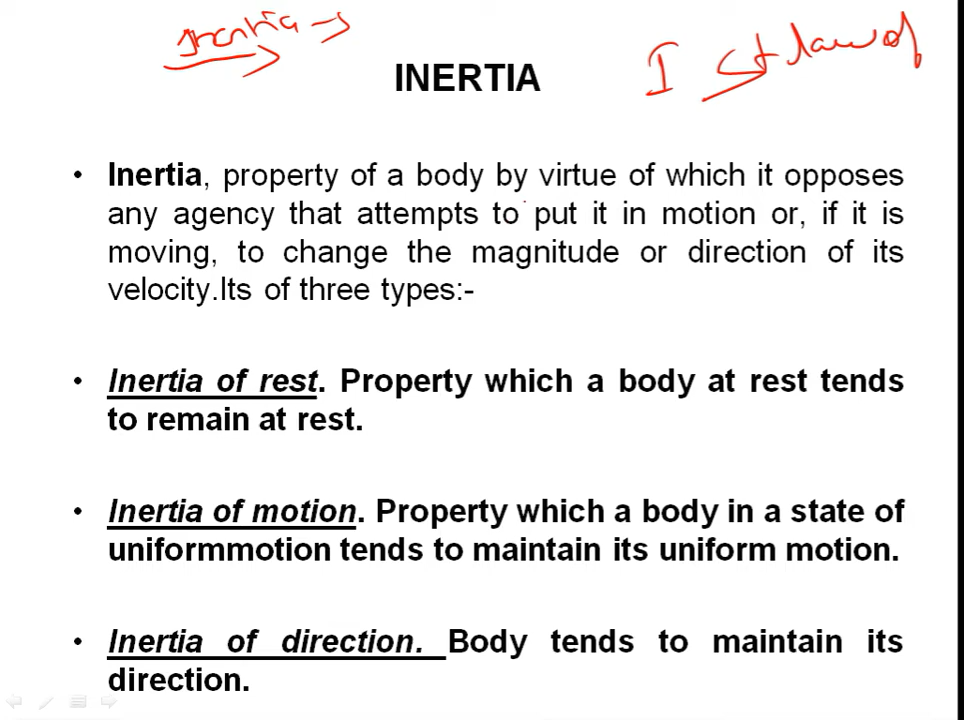 Inertia →
I st law of
INERTIA
• Inertia, property of a body by virtue of which it opposes
any agency that attempts to put it in motion or, if it is
moving, to change the magnitude or direction of its
velocity.Its of three types:-
• Inertia of rest. Property which a body at rest tends
to remain at rest.
• Inertia of motion. Property which a body in a state of
uniformmotion tends to maintain its uniform motion.
• Inertia of direction. Body tends to maintain its
direction.